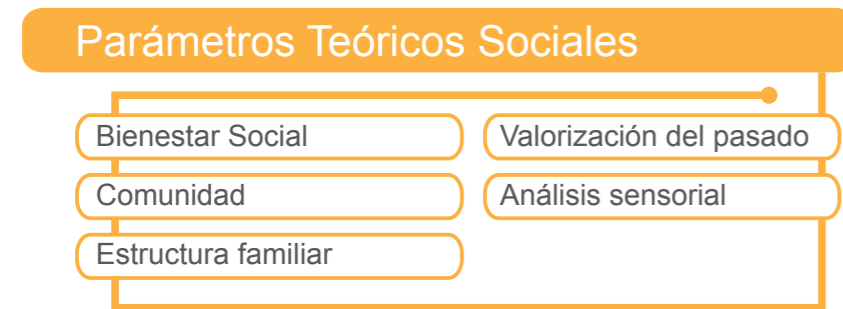 Parámetros Teóricos Sociales
Bienestar Social
Valorización del pasado
Comunidad
Análisis sensorial
Estructura familiar